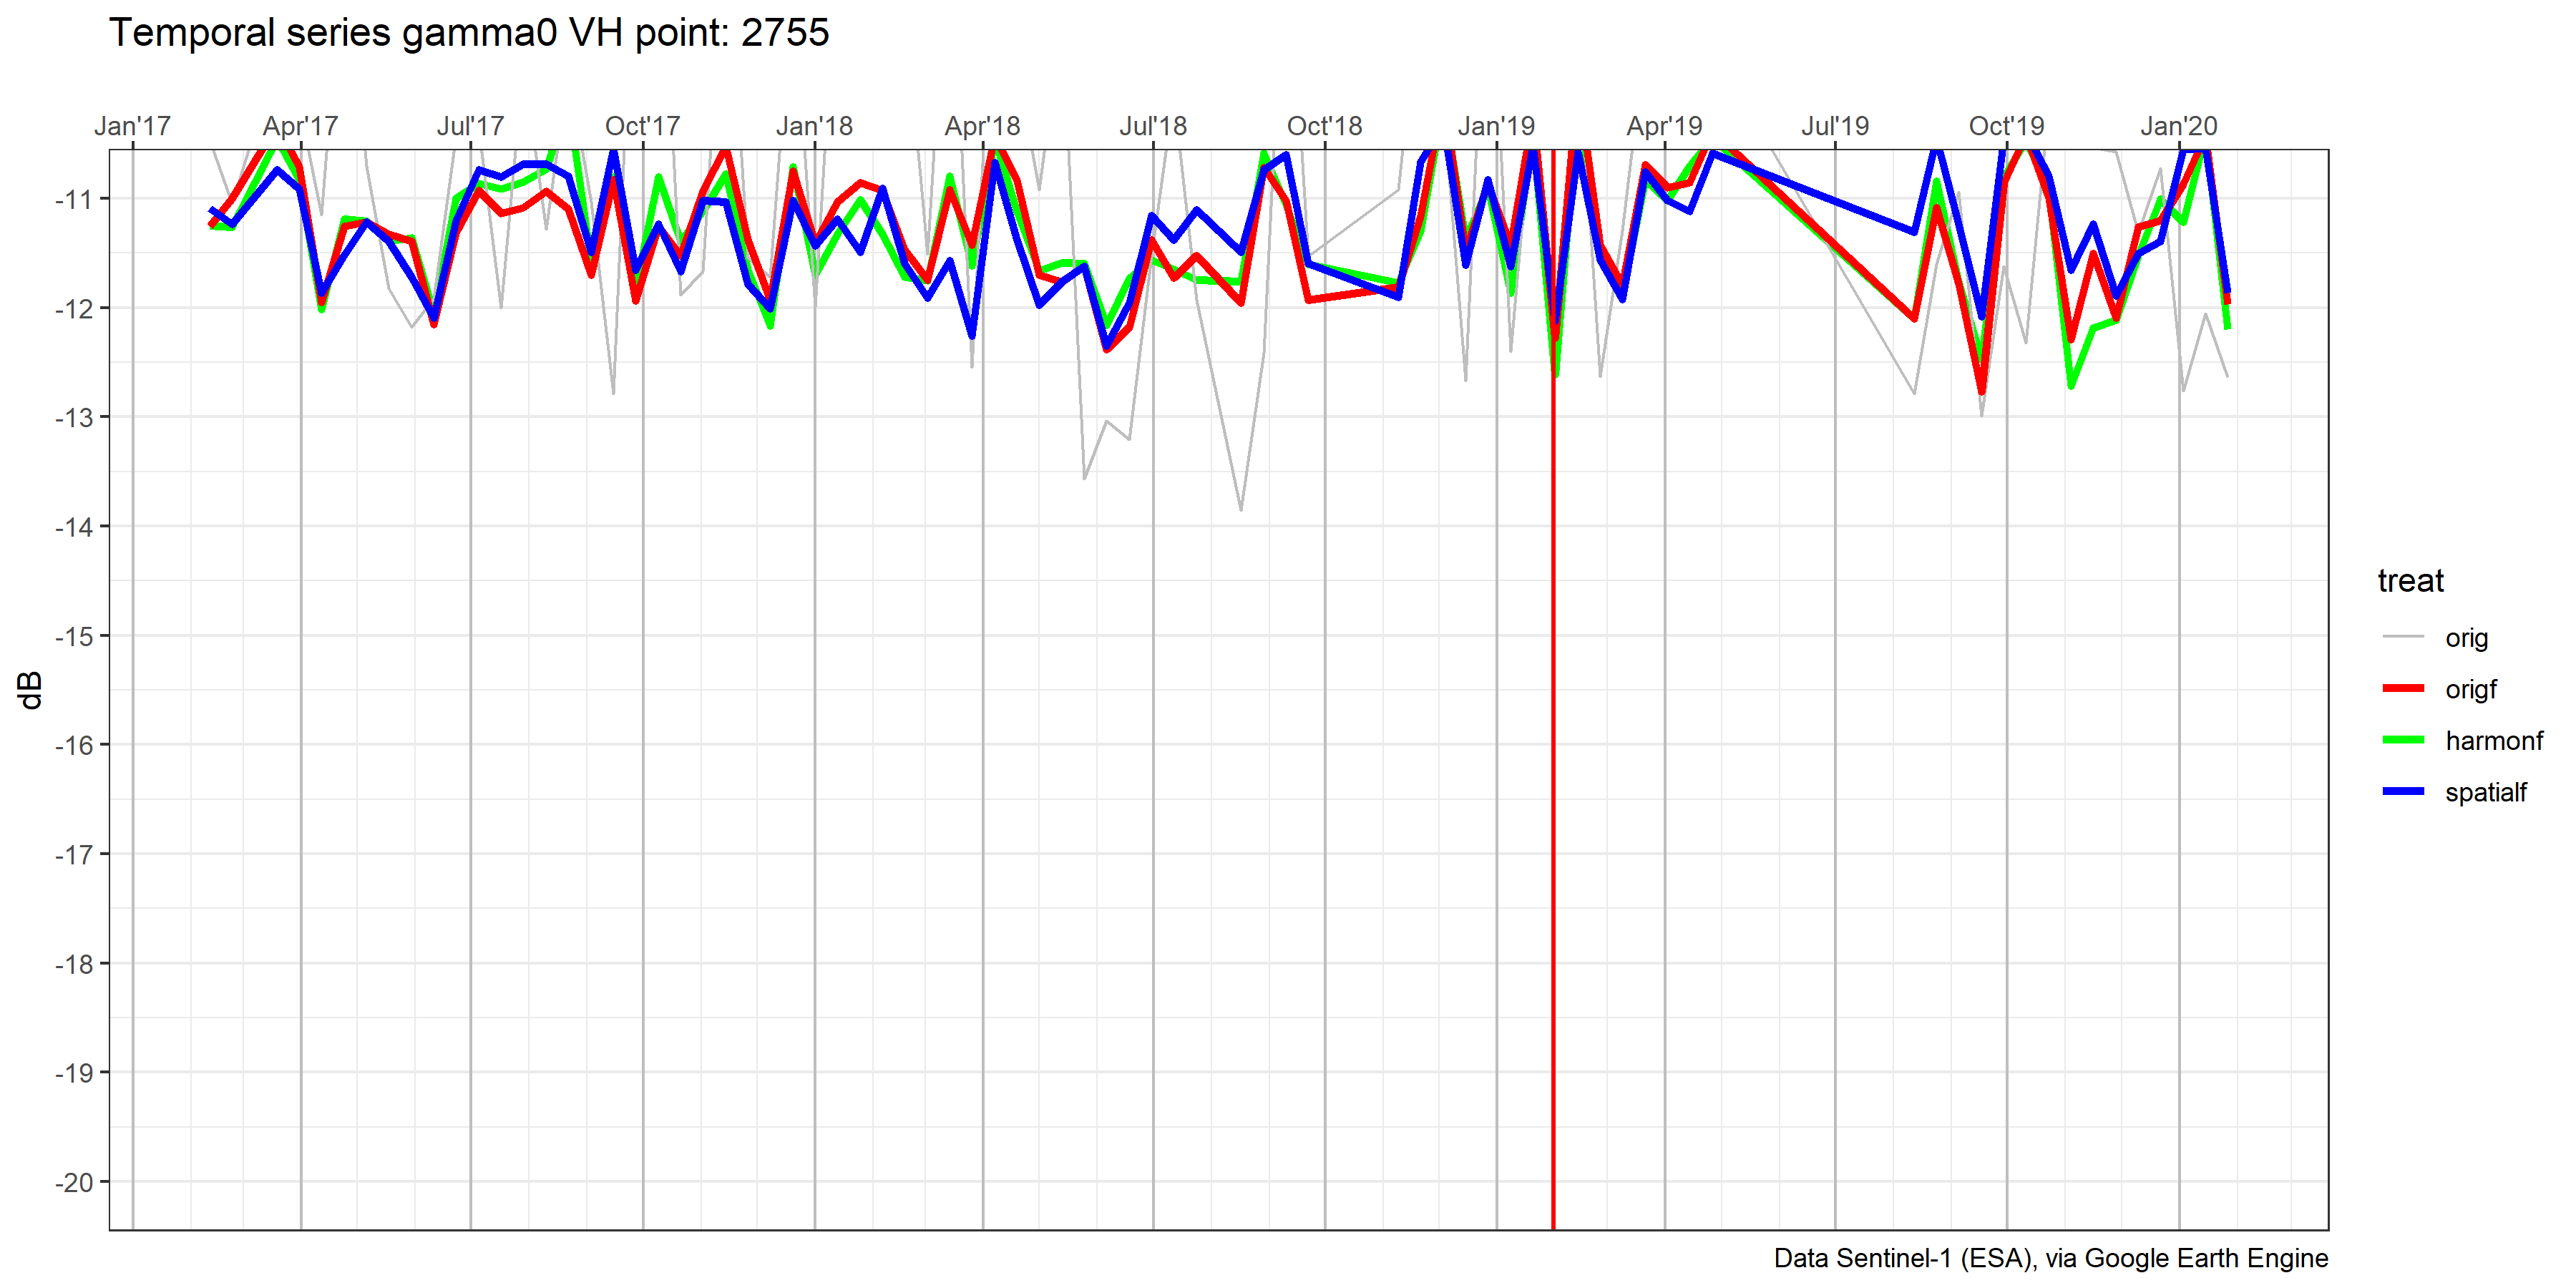 Temporal series gamma0 VH point: 2755
Jan'17 Apr'17 Jul'17 Oct'17 Jan'18 Apr'18 Jul'18 Oct'18 Jan'19 Apr'19 Jul'19 Oct'19 Jan'20
-11
-12
-13
-14
-15
-16
-17
-18
-19
-20
dB
treat
orig
origf
harmonf
spatialf
Data Sentinel-1 (ESA), via Google Earth Engine